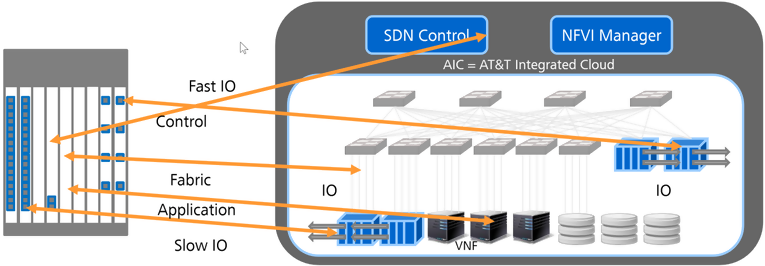 SDN Control
NFVI Manager
AIC = AT&T Integrated Cloud
Fast IO
Control
Fabric
IO
IO
Application
Slow IO
VNF